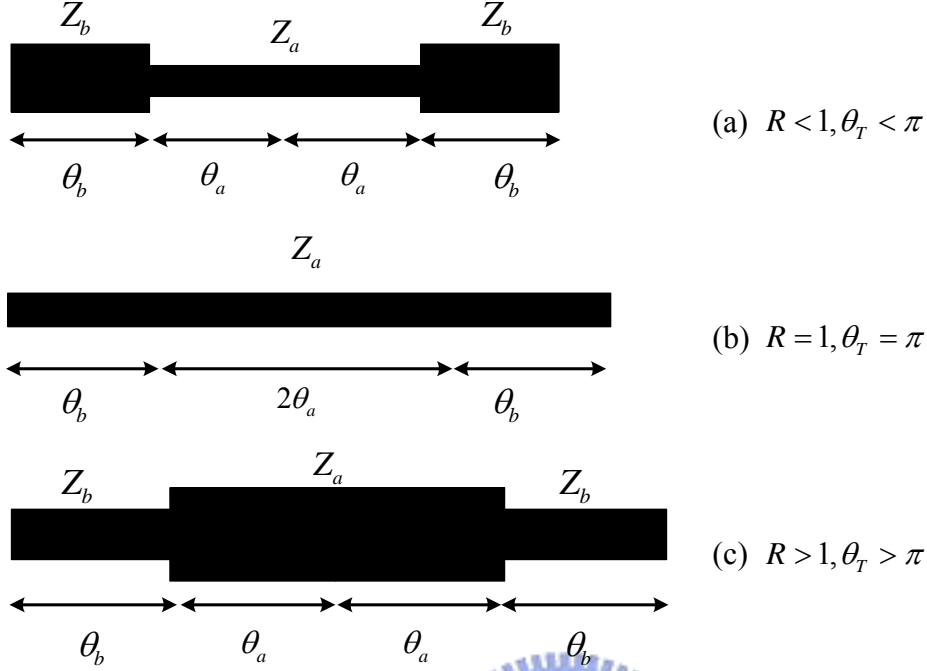 Z_b Z_a Z_b
θ_b θ_a θ_a θ_b
(a) R < 1, θ_T < π
Z_a
θ_b 2θ_a θ_b
(b) R = 1, θ_T = π
Z_b Z_a Z_b
θ_b θ_a θ_a θ_b
(c) R > 1, θ_T > π